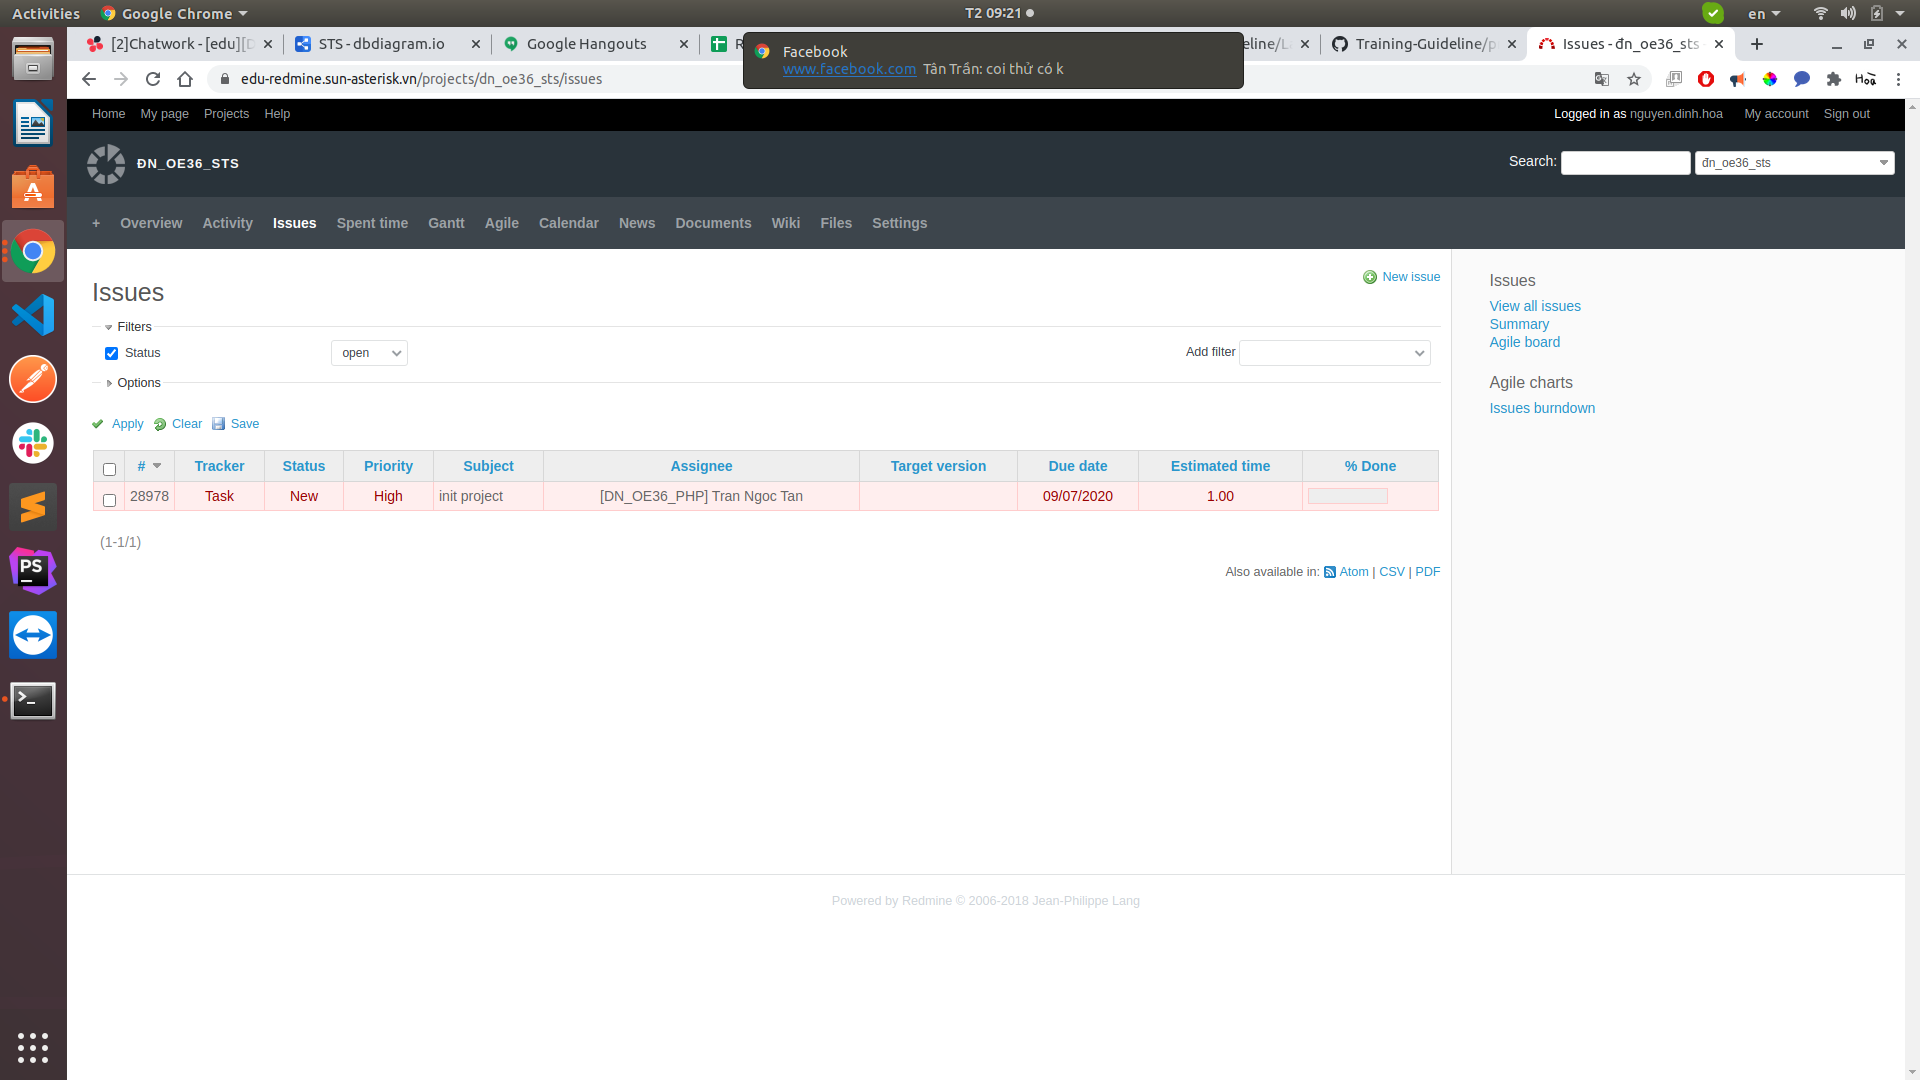 Activities Google Chrome T2 09:21 en
[2]Chatwork - [edu][D STS - dbdiagram.io Google Hangouts R eline/L Training-Guideline/p Issues - đn_oe36_sts
Facebook
www.facebook.com Tân Trần: coi thử có k
edu-redmine.sun-asterisk.vn/projects/dn_oe36_sts/issues
Home My page Projects Help Logged in as nguyen.dinh.hoa My account Sign out
ĐN_OE36_STS Search: đn_oe36_sts
+ Overview Activity Issues Spent time Gantt Agile Calendar News Documents Wiki Files Settings
New issue
Issues
Filters
Status open Add filter
Options
Apply Clear Save
# Tracker Status Priority Subject Assignee Target version Due date Estimated time % Done
28978 Task New High init project [DN_OE36_PHP] Tran Ngoc Tan 09/07/2020 1.00
(1-1/1)
Also available in: Atom | CSV | PDF
Issues
View all issues
Summary
Agile board
Agile charts
Issues burndown
Powered by Redmine © 2006-2018 Jean-Philippe Lang